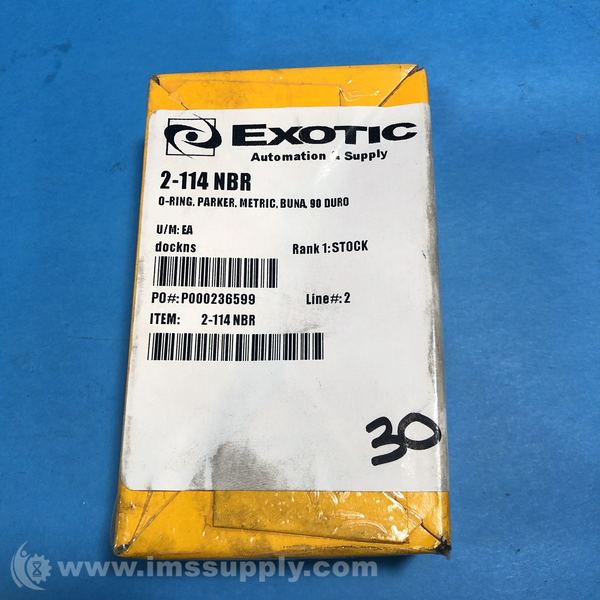 EXOTIC
Automation & Supply
2-114 NBR
O-RING, PARKER, METRIC, BUNA, 90 DURO
U/M: EA
dockns Rank 1: STOCK
PO#: P000236599 Line#: 2
ITEM: 2-114 NBR
30
www.imssupply.com